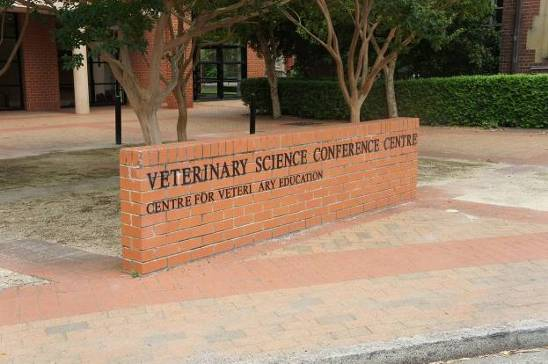 VETERINARY SCIENCE CONFERENCE CENTRE
CENTRE FOR VETERI ARY EDUCATION